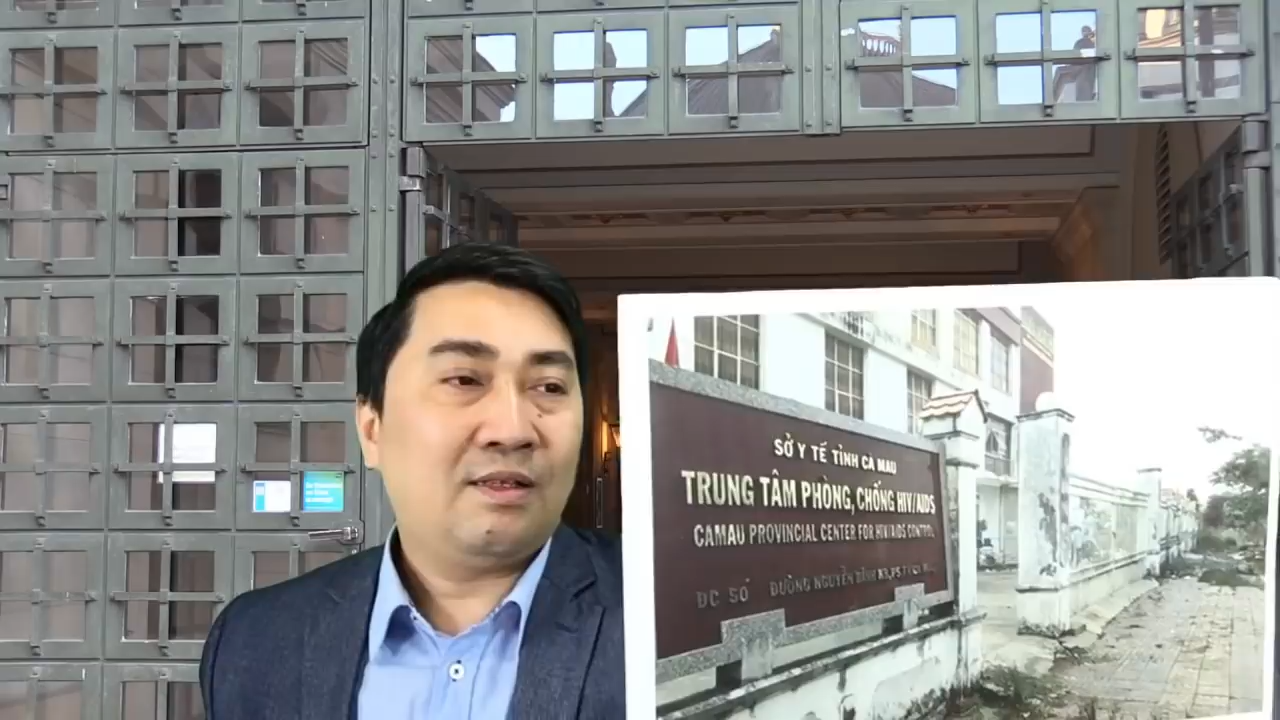 SỞ Y TẾ TỈNH CÀ MAU
TRUNG TÂM PHÒNG, CHỐNG HIV/AIDS
CAMAU PROVINCIAL CENTER FOR HIV/AIDS CONTROL
ĐC SỐ ĐƯỜNG NGUYỄN ĐÌNH